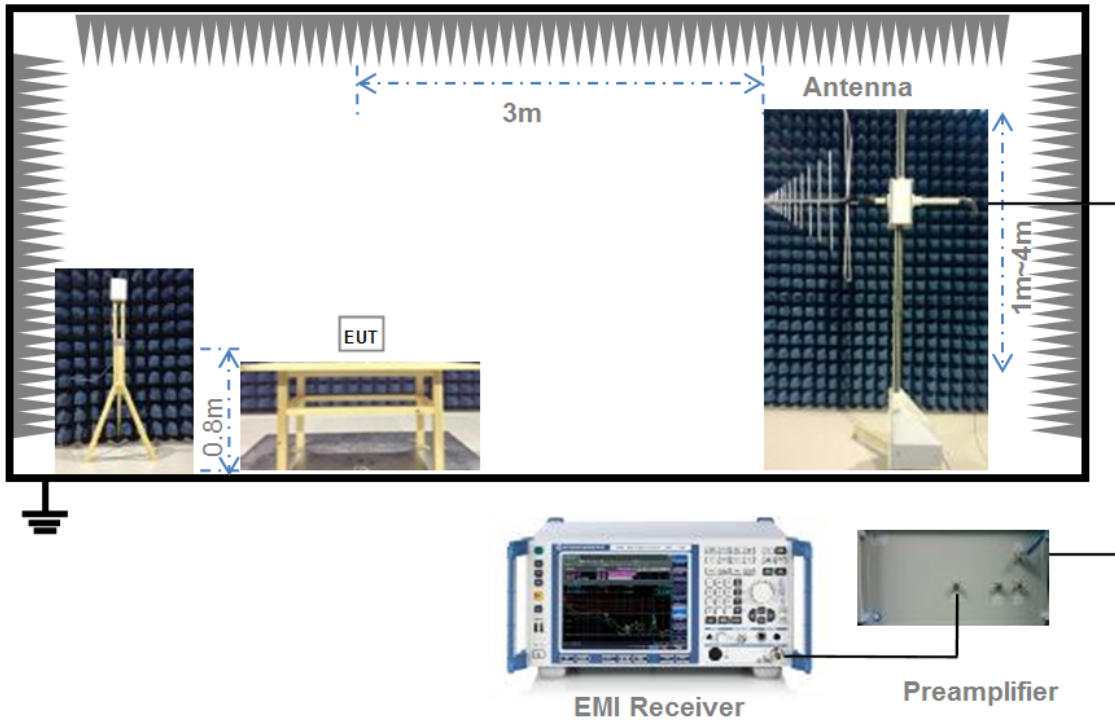 Antenna
3m
1m~4m
EUT
0.8m
EMI Receiver
Preamplifier